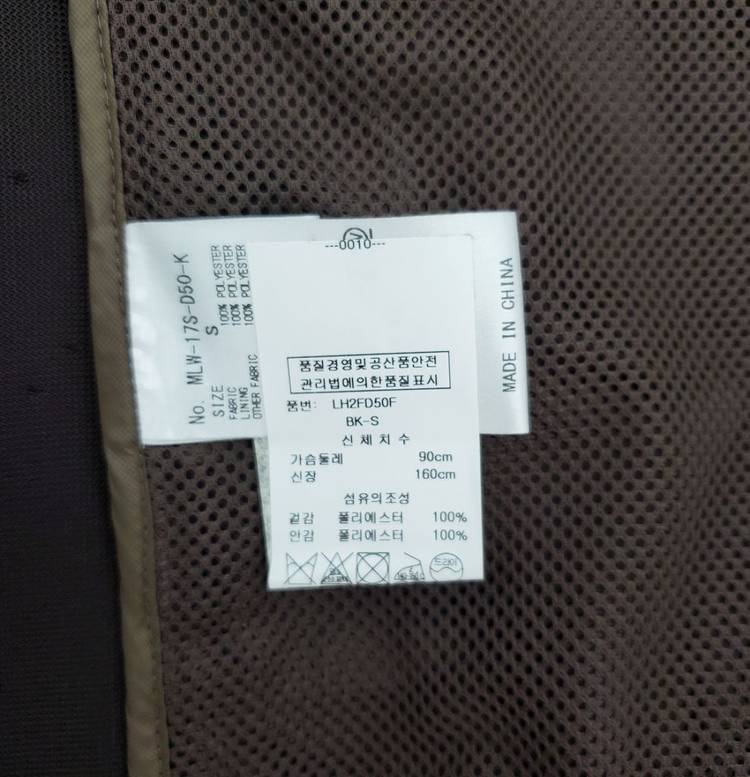 ---0010---
품질경영및공산품안전
관리법에의한품질표시
품번: LH2FD50F
BK-S
신체치수
가슴둘레 90cm
신장 160cm
섬유의조성
겉감 폴리에스터 100%
안감 폴리에스터 100%
드라이
No. MLW-17S-D50-K
SIZE S
FABRIC 100% POLYESTER
LINING 100% POLYESTER
OTHER FABRIC 100% POLYESTER
MADE IN CHINA